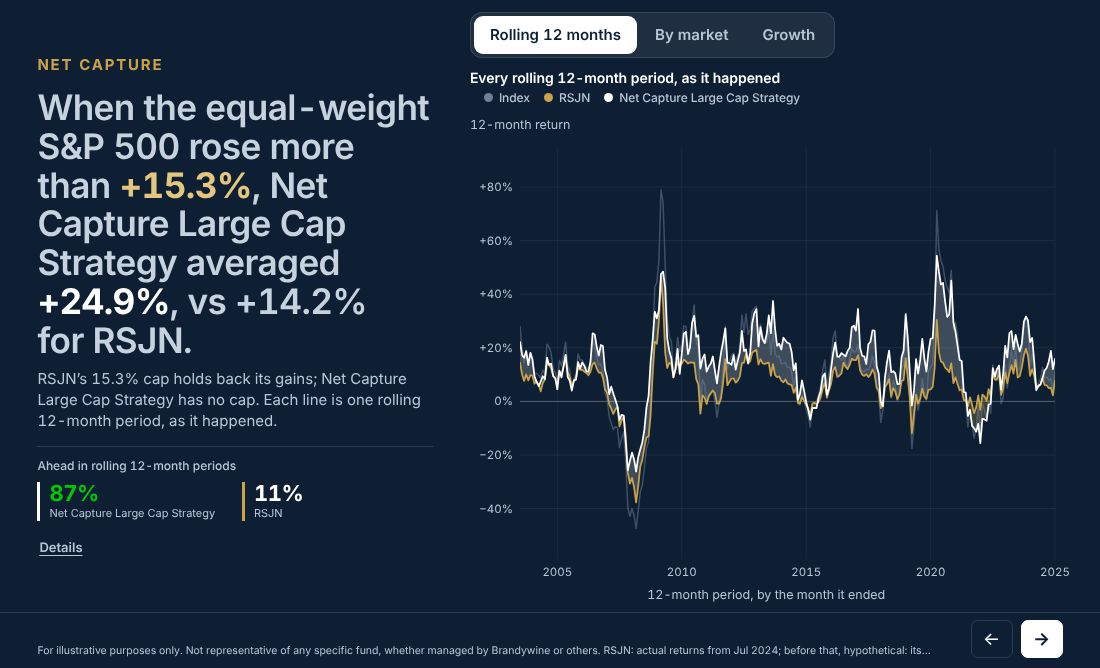 NET CAPTURE
When the equal-weight
S&P 500 rose more
than +15.3%, Net
Capture Large Cap
Strategy averaged
+24.9%, vs +14.2%
for RSJN.
RSJN's 15.3% cap holds back its gains; Net Capture
Large Cap Strategy has no cap. Each line is one rolling
12-month period, as it happened.
Ahead in rolling 12-month periods
87%
Net Capture Large Cap Strategy
11%
RSJN
Details
Rolling 12 months
By market
Growth
Every rolling 12-month period, as it happened
Index
RSJN
Net Capture Large Cap Strategy
12-month return
+80%
+60%
+40%
+20%
0%
−20%
−40%
2005
2010
2015
2020
2025
12-month period, by the month it ended
For illustrative purposes only. Not representative of any specific fund, whether managed by Brandywine or others. RSJN: actual returns from Jul 2024; before that, hypothetical: its…